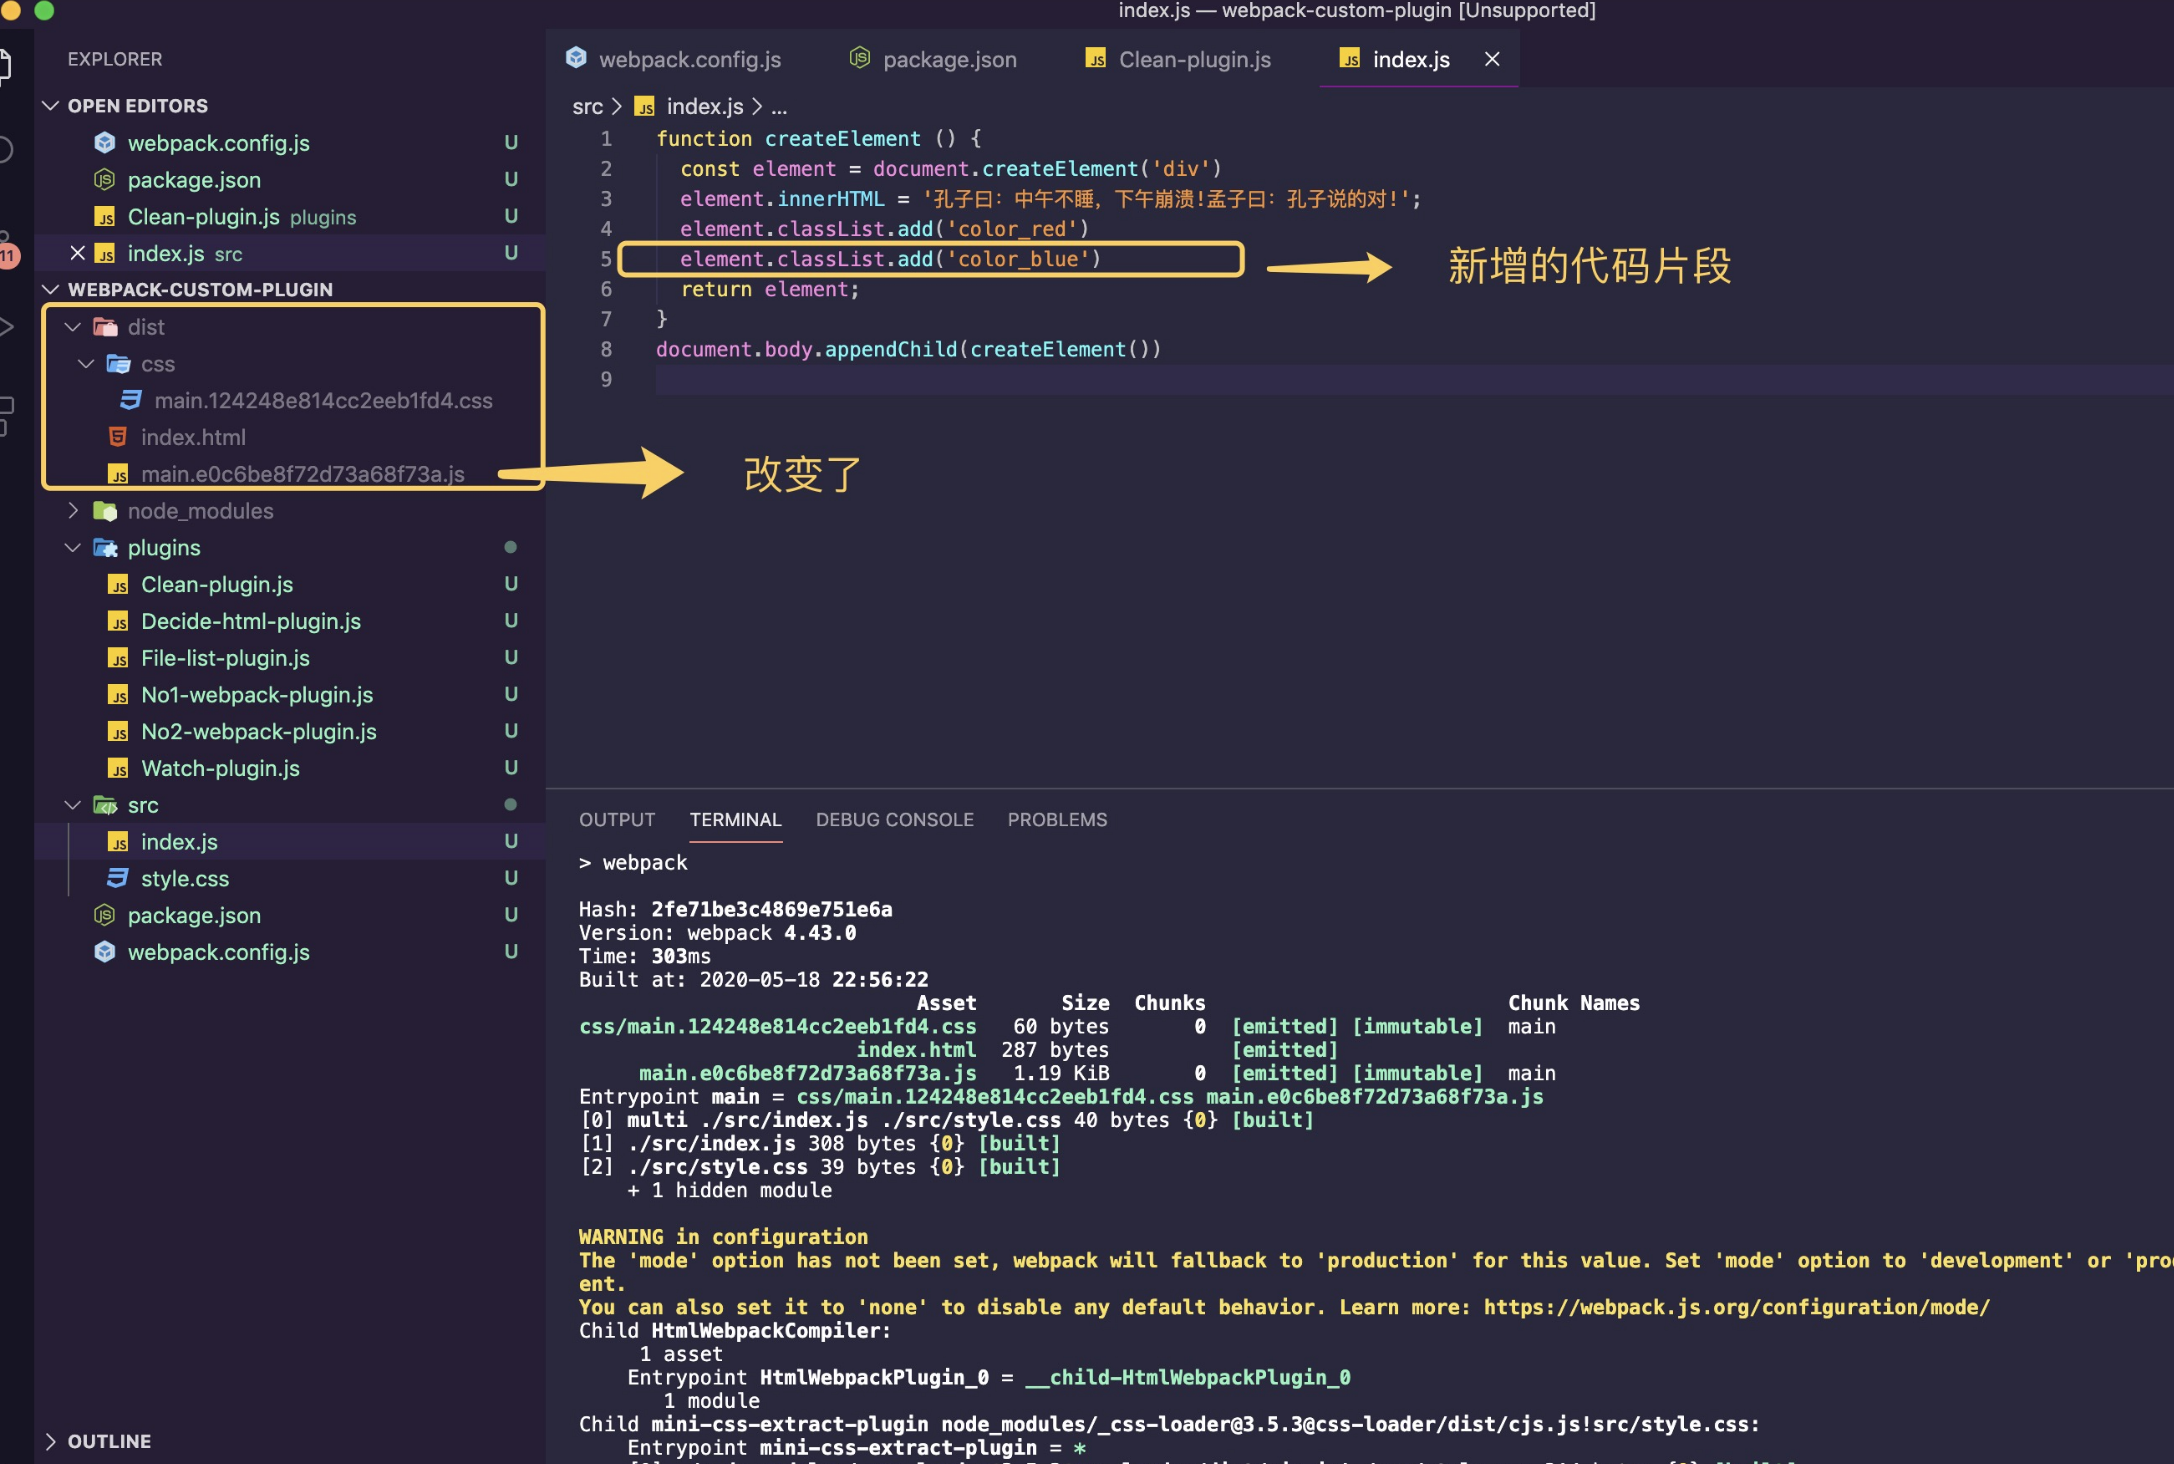 index.js — webpack-custom-plugin [Unsupported]
EXPLORER
OPEN EDITORS
webpack.config.js U
package.json U
Clean-plugin.js plugins U
index.js src U
11
WEBPACK-CUSTOM-PLUGIN
dist
css
main.124248e814cc2eeb1fd4.css
index.html
main.e0c6be8f72d73a68f73a.js
node_modules
plugins
Clean-plugin.js U
Decide-html-plugin.js U
File-list-plugin.js U
No1-webpack-plugin.js U
No2-webpack-plugin.js U
Watch-plugin.js U
src
index.js U
style.css U
package.json U
webpack.config.js U
OUTLINE
webpack.config.js package.json Clean-plugin.js index.js
src > index.js > ...
1 function createElement () {
2 const element = document.createElement('div')
3 element.innerHTML = '孔子曰：中午不睡，下午崩溃!孟子曰：孔子说的对!';
4 element.classList.add('color_red')
5 element.classList.add('color_blue')
6 return element;
7 }
8 document.body.appendChild(createElement())
9
新增的代码片段
改变了
OUTPUT TERMINAL DEBUG CONSOLE PROBLEMS
> webpack
Hash: 2fe71be3c4869e751e6a
Version: webpack 4.43.0
Time: 303ms
Built at: 2020-05-18 22:56:22
Asset Size Chunks Chunk Names
css/main.124248e814cc2eeb1fd4.css 60 bytes 0 [emitted] [immutable] main
index.html 287 bytes [emitted]
main.e0c6be8f72d73a68f73a.js 1.19 KiB 0 [emitted] [immutable] main
Entrypoint main = css/main.124248e814cc2eeb1fd4.css main.e0c6be8f72d73a68f73a.js
[0] multi ./src/index.js ./src/style.css 40 bytes {0} [built]
[1] ./src/index.js 308 bytes {0} [built]
[2] ./src/style.css 39 bytes {0} [built]
+ 1 hidden module
WARNING in configuration
The 'mode' option has not been set, webpack will fallback to 'production' for this value. Set 'mode' option to 'development' or 'pro
ent.
You can also set it to 'none' to disable any default behavior. Learn more: https://webpack.js.org/configuration/mode/
Child HtmlWebpackCompiler:
1 asset
Entrypoint HtmlWebpackPlugin_0 = __child-HtmlWebpackPlugin_0
1 module
Child mini-css-extract-plugin node_modules/_css-loader@3.5.3@css-loader/dist/cjs.js!src/style.css:
Entrypoint mini-css-extract-plugin = *